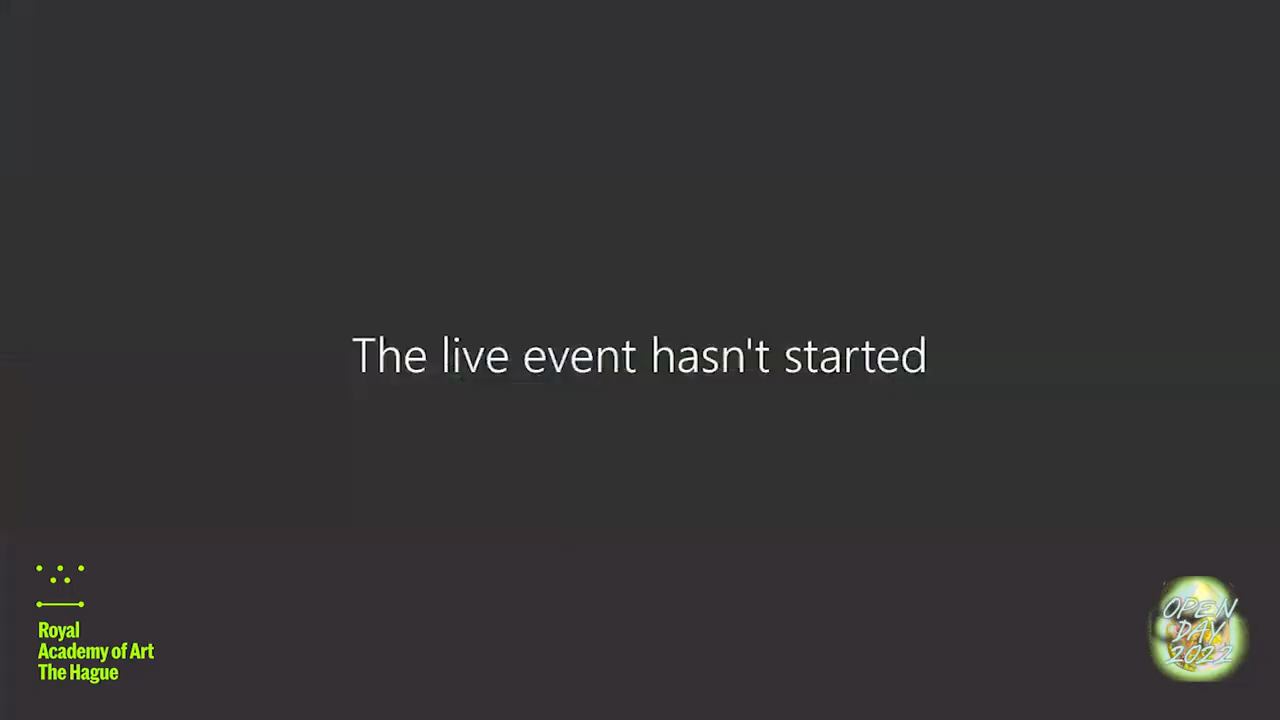 The live event hasn't started
Royal
Academy of Art
The Hague
OPEN
DAY
2022